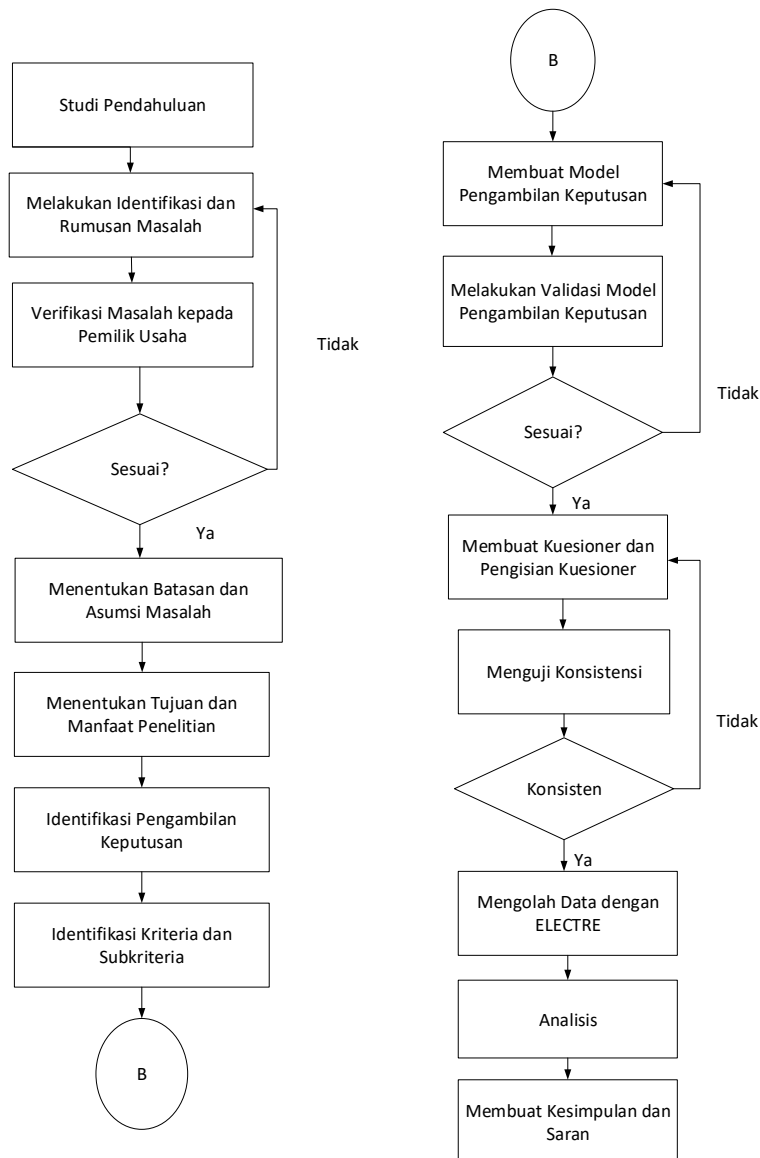 Studi Pendahuluan
Melakukan Identifikasi dan
Rumusan Masalah
Verifikasi Masalah kepada
Pemilik Usaha
Tidak
Sesuai?
Ya
Menentukan Batasan dan
Asumsi Masalah
Menentukan Tujuan dan
Manfaat Penelitian
Identifikasi Pengambilan
Keputusan
Identifikasi Kriteria dan
Subkriteria
B
B
Membuat Model
Pengambilan Keputusan
Melakukan Validasi Model
Pengambilan Keputusan
Tidak
Sesuai?
Ya
Membuat Kuesioner dan
Pengisian Kuesioner
Menguji Konsistensi
Tidak
Konsisten
Ya
Mengolah Data dengan
ELECTRE
Analisis
Membuat Kesimpulan dan
Saran